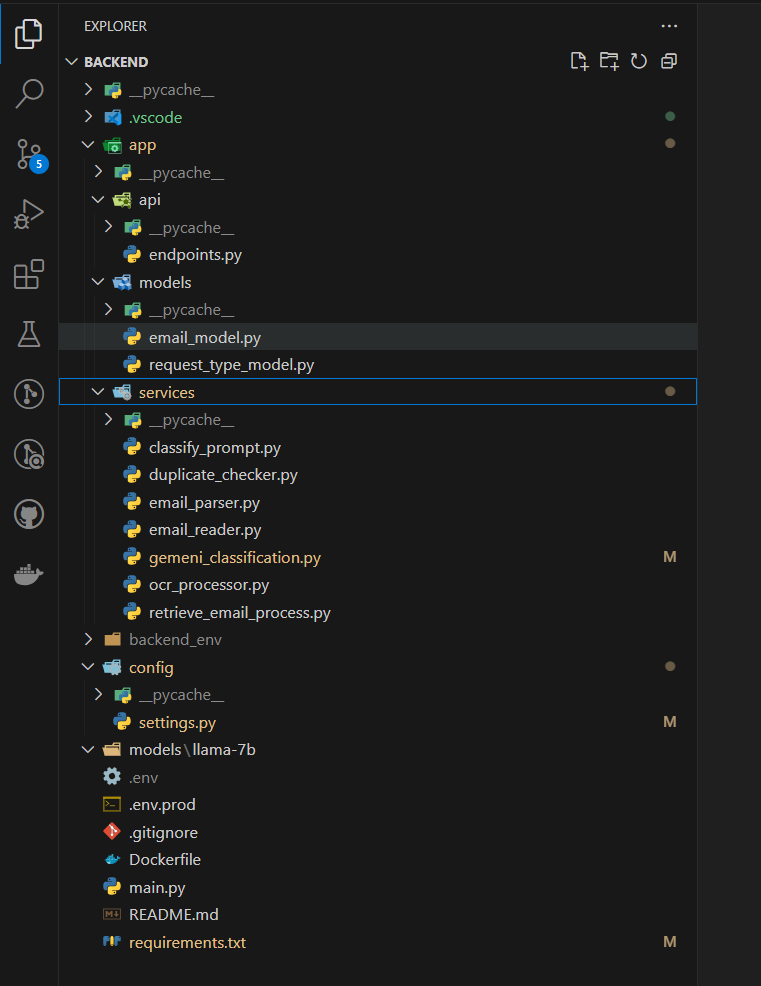 EXPLORER
BACKEND
__pycache__
.vscode
app
__pycache__
api
__pycache__
endpoints.py
models
__pycache__
email_model.py
request_type_model.py
services
__pycache__
classify_prompt.py
duplicate_checker.py
email_parser.py
email_reader.py
gemeni_classification.py M
ocr_processor.py
retrieve_email_process.py
backend_env
config
__pycache__
settings.py M
models\llama-7b
.env
.env.prod
.gitignore
Dockerfile
main.py
README.md
requirements.txt M
5